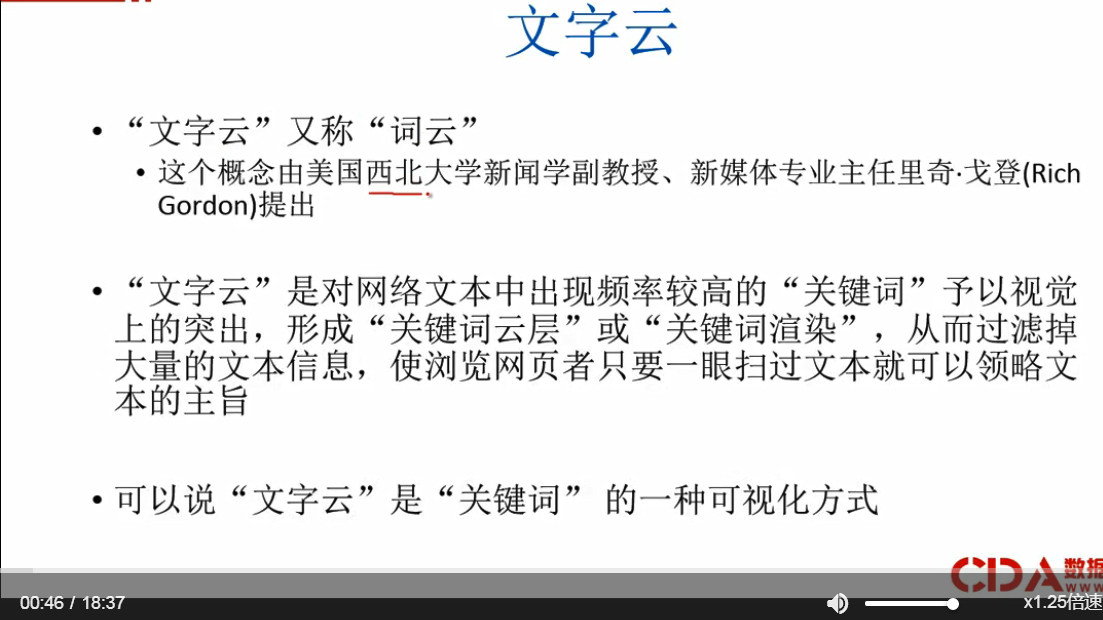 文字云
• “文字云”又称“词云”
• 这个概念由美国西北大学新闻学副教授、新媒体专业主任里奇·戈登(Rich
Gordon)提出
• “文字云”是对网络文本中出现频率较高的“关键词”予以视觉
上的突出，形成“关键词云层”或“关键词渲染”，从而过滤掉
大量的文本信息，使浏览网页者只要一眼扫过文本就可以领略文
本的主旨
• 可以说“文字云”是“关键词” 的一种可视化方式
CDA 数据
www
00:46 / 18:37
x1.25倍速